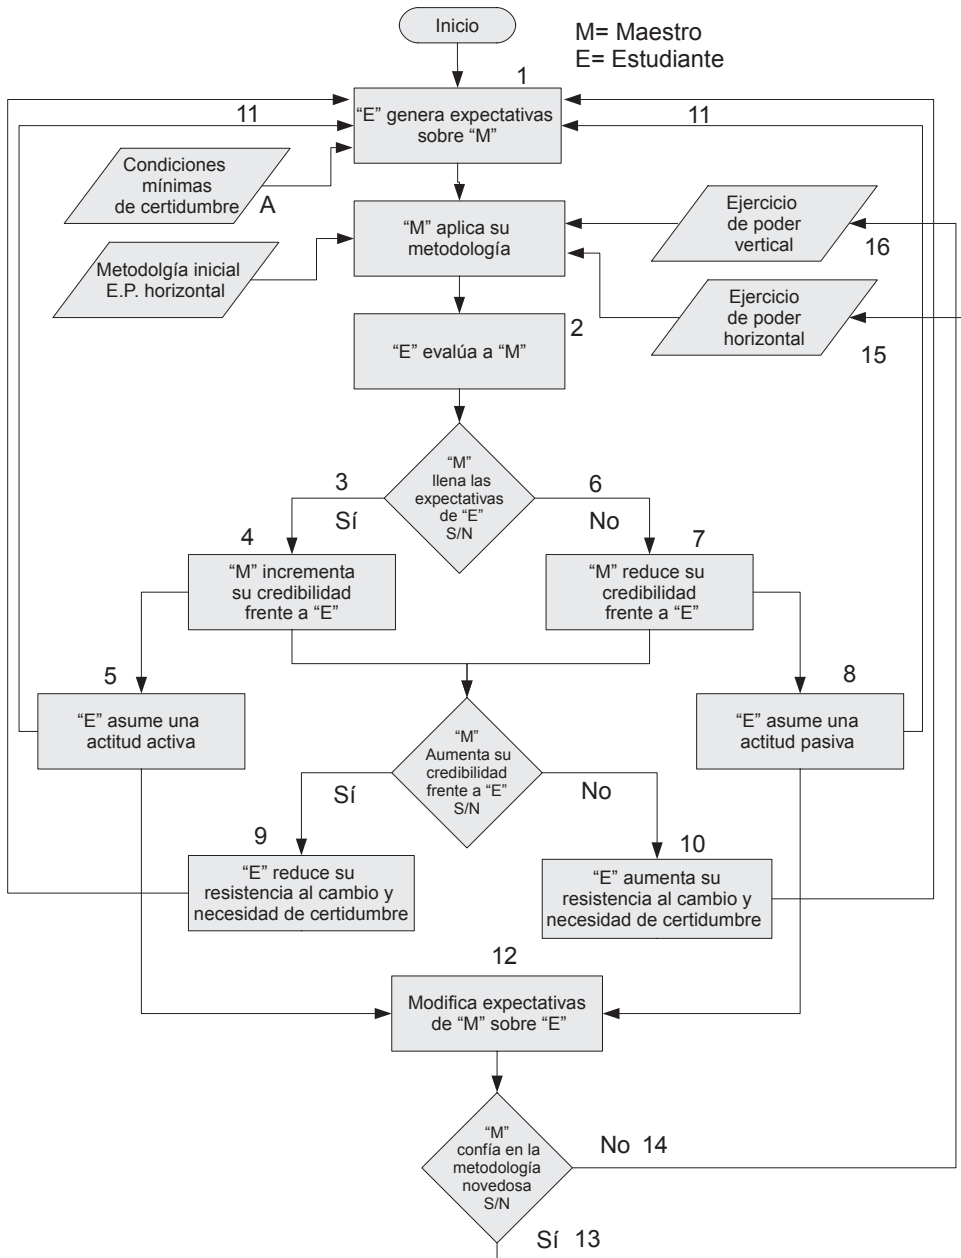 Inicio
M= Maestro
E= Estudiante
1
“E” genera expectativas
sobre “M”
11
11
Condiciones
mínimas
de certidumbre
A
“M” aplica su
metodología
Ejercicio
de poder
vertical
16
Metodolgía inicial
E.P. horizontal
Ejercicio
de poder
horizontal
15
2
“E” evalúa a “M”
“M”
llena las
expectativas
de “E”
S/N
3
Sí
6
No
4
“M” incrementa
su credibilidad
frente a “E”
7
“M” reduce su
credibilidad
frente a “E”
5
“E” asume una
actitud activa
8
“E” asume una
actitud pasiva
“M”
Aumenta su
credibilidad
frente a “E”
S/N
Sí
No
9
“E” reduce su
resistencia al cambio y
necesidad de certidumbre
10
“E” aumenta su
resistencia al cambio y
necesidad de certidumbre
12
Modifica expectativas
de “M” sobre “E”
“M”
confía en la
metodología
novedosa
S/N
No 14
Sí 13